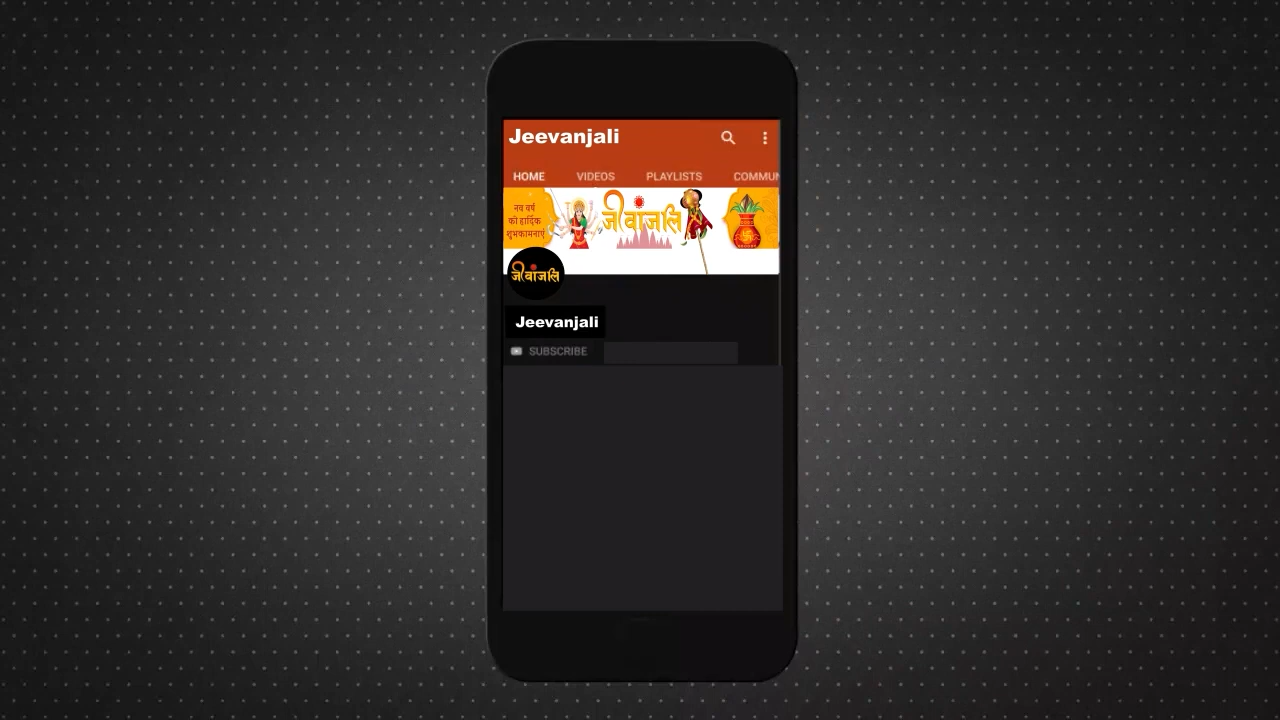 Jeevanjali
HOME VIDEOS PLAYLISTS COMMUN
नव वर्ष
की हार्दिक
शुभकामनाएं
जीवांजलि
जीवांजलि
Jeevanjali
SUBSCRIBE